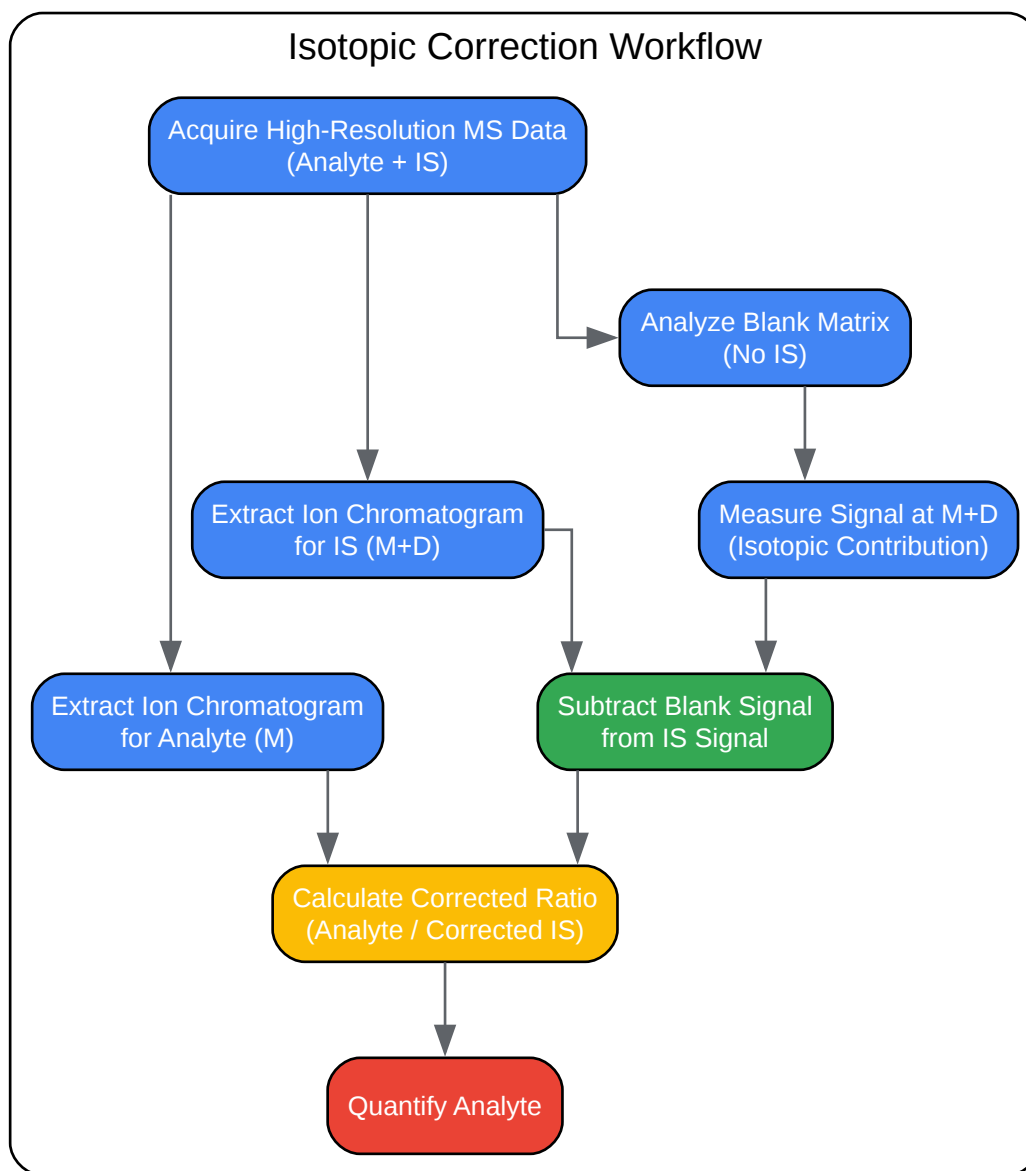 Isotopic Correction Workflow
Acquire High-Resolution MS Data
(Analyte + IS)
Analyze Blank Matrix
(No IS)
Extract Ion Chromatogram
for IS (M+D)
Measure Signal at M+D
(Isotopic Contribution)
Extract Ion Chromatogram
for Analyte (M)
Subtract Blank Signal
from IS Signal
Calculate Corrected Ratio
(Analyte / Corrected IS)
Quantify Analyte